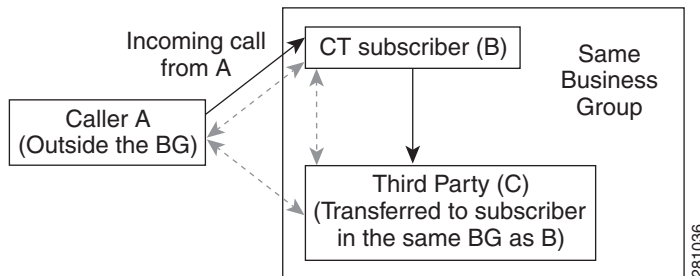 Incoming call
from A
CT subscriber (B)
Same
Business
Group
Caller A
(Outside the BG)
Third Party (C)
(Transferred to subscriber
in the same BG as B)
281036